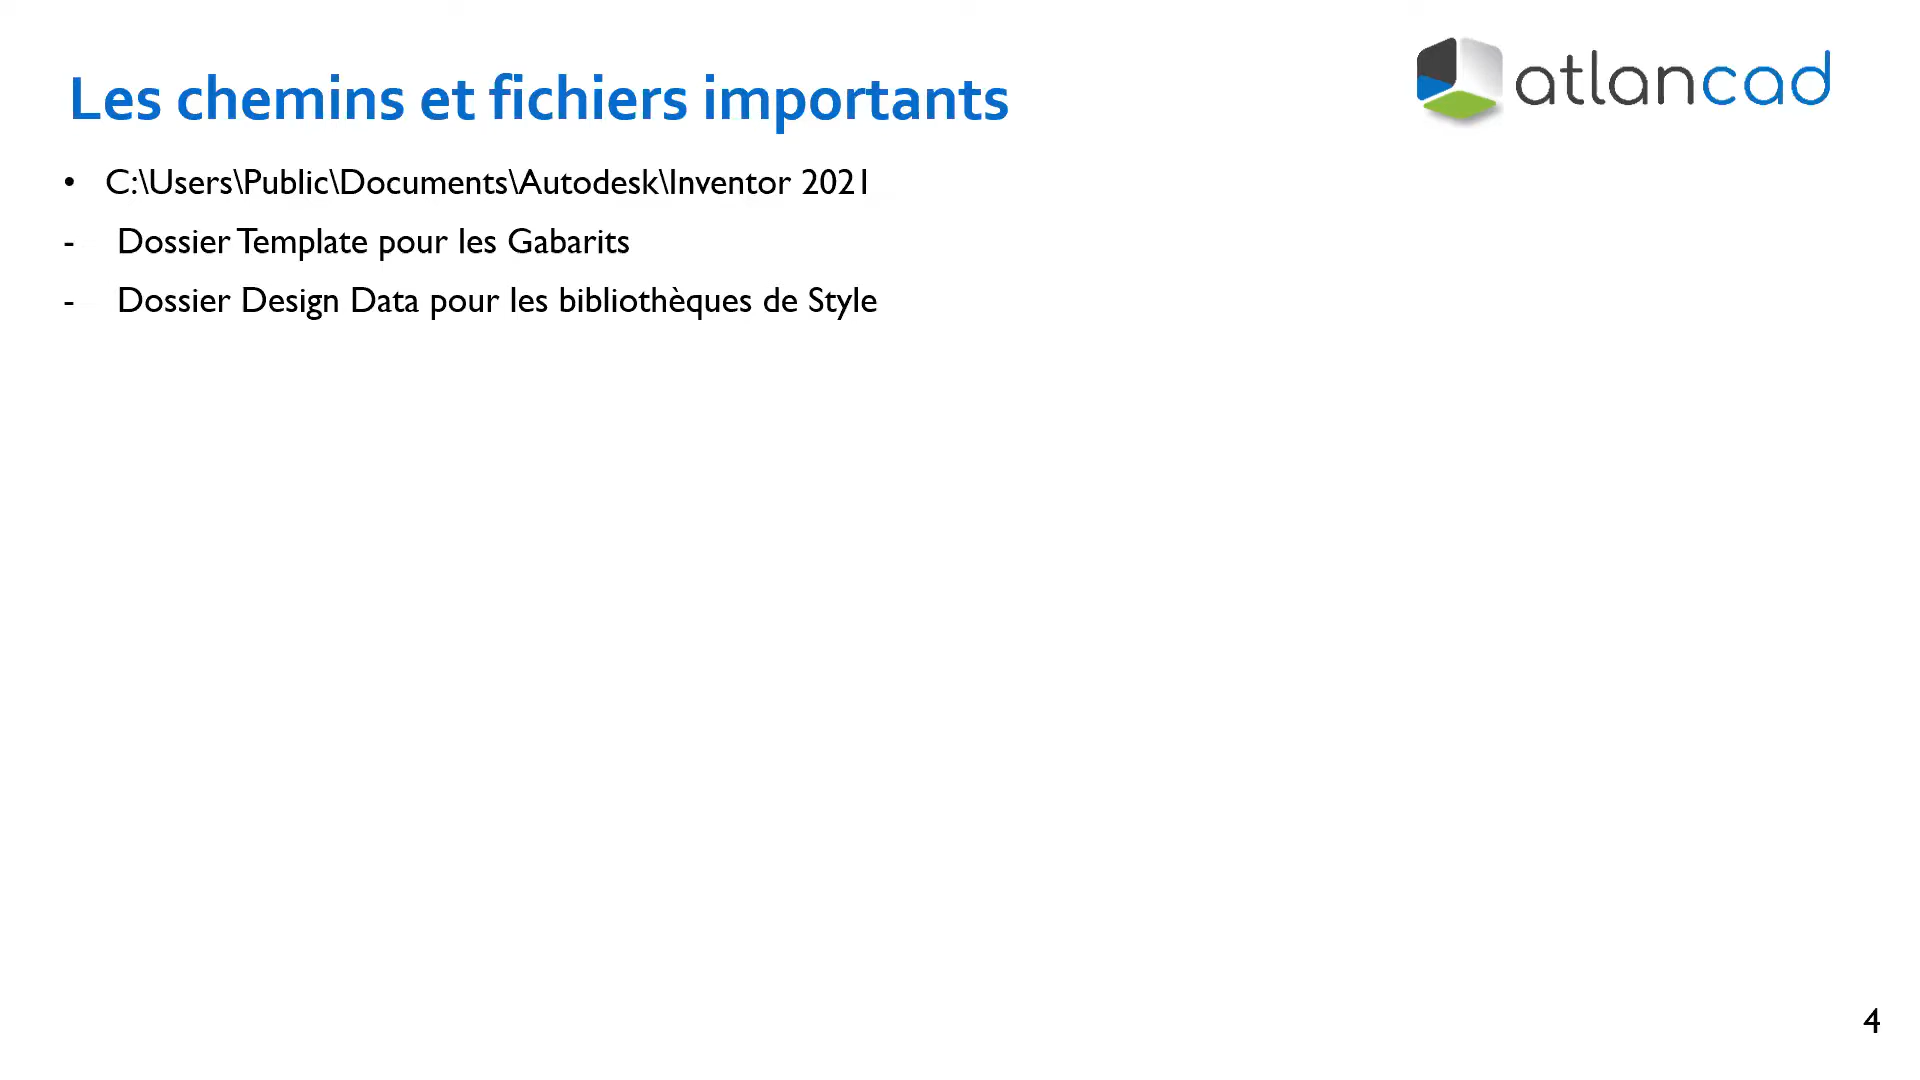 Les chemins et fichiers importants
atlancad
• C:\Users\Public\Documents\Autodesk\Inventor 2021
- Dossier Template pour les Gabarits
- Dossier Design Data pour les bibliothèques de Style
4